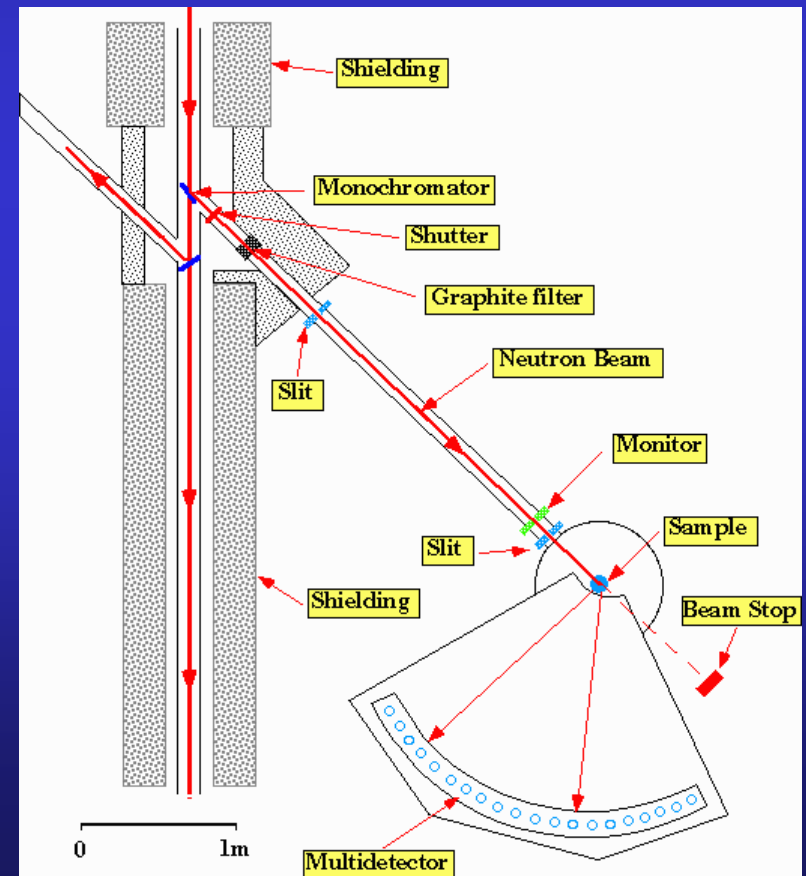 Shielding
Monochromator
Shutter
Graphite filter
Slit
Neutron Beam
Monitor
Sample
Slit
Shielding
Beam Stop
0 1m
Multidetector